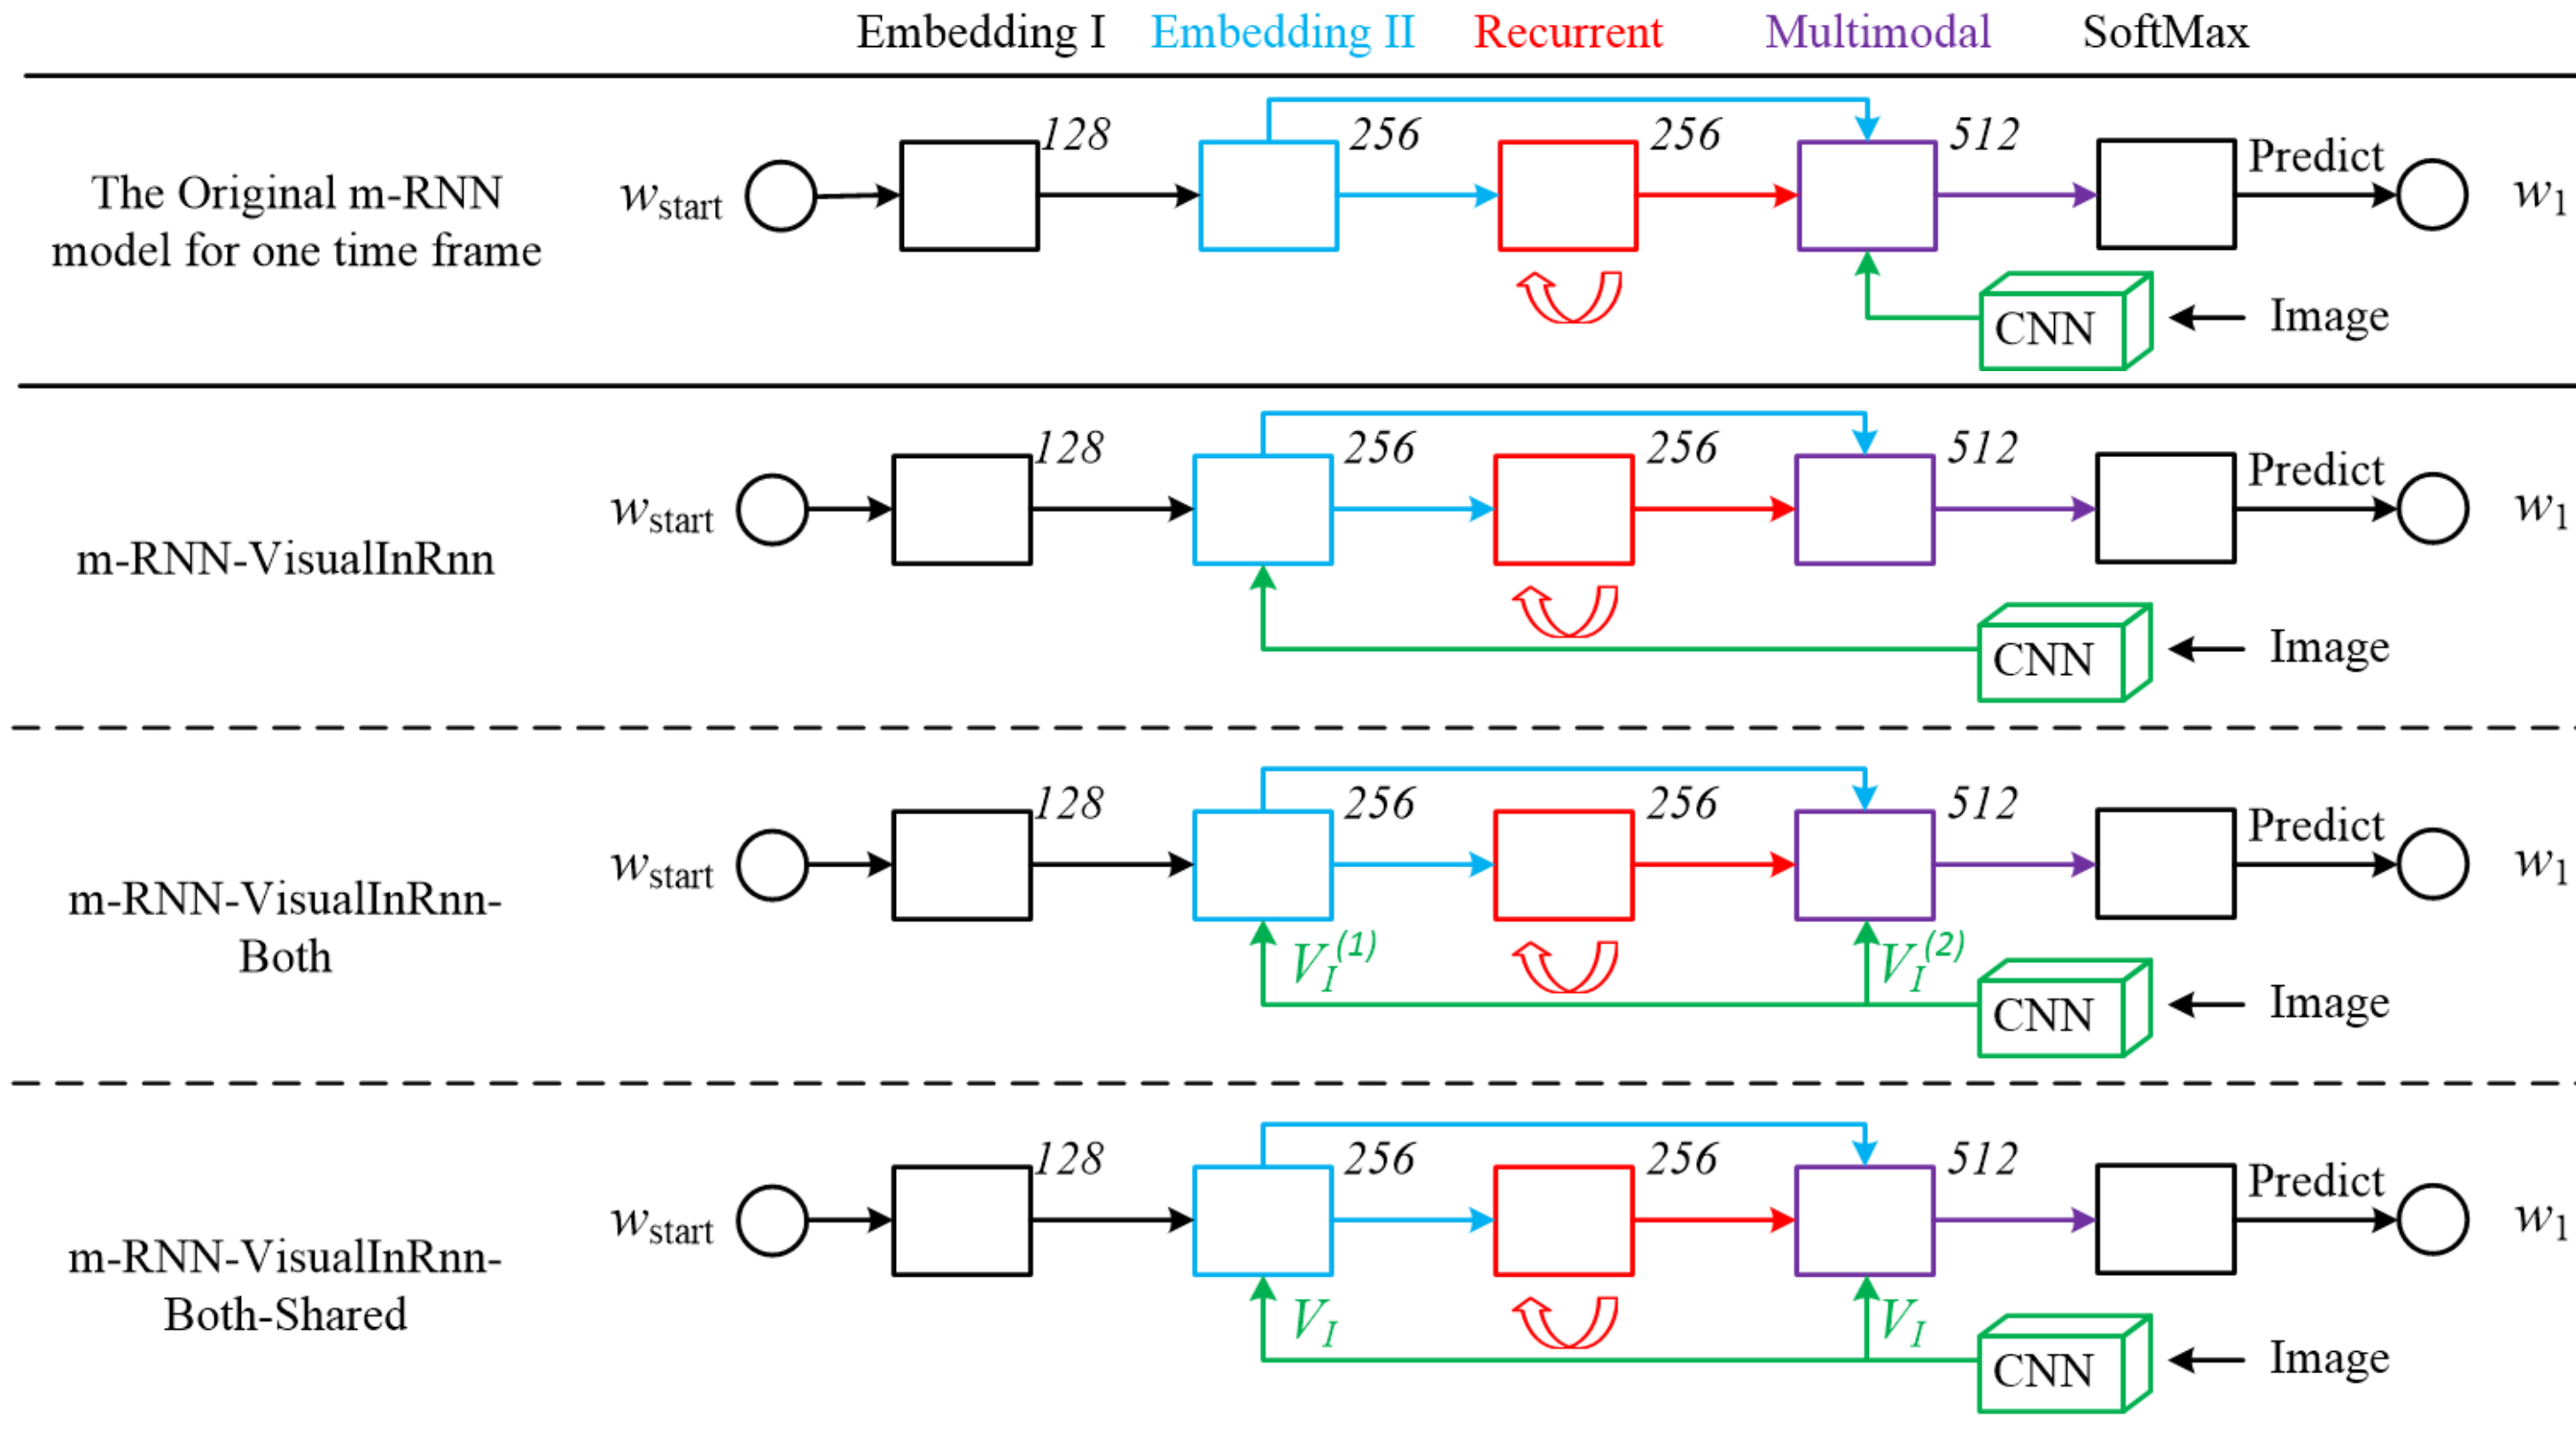 Embedding I Embedding II Recurrent Multimodal SoftMax
128 256 256 512 Predict
The Original m-RNN
model for one time frame
w_start w_1
CNN Image
128 256 256 512 Predict
w_start w_1
m-RNN-VisualInRnn
CNN Image
128 256 256 512 Predict
w_start w_1
m-RNN-VisualInRnn-
Both
V_I^(1) V_I^(2)
CNN Image
128 256 256 512 Predict
w_start w_1
m-RNN-VisualInRnn-
Both-Shared
V_I V_I
CNN Image